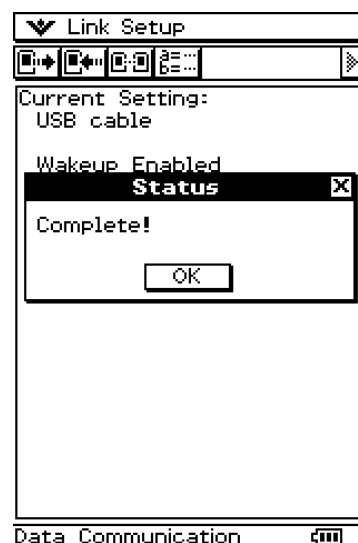 Link Setup
Current Setting:
USB cable
Wakeup Enabled
Status
Complete!
OK
Data Communication